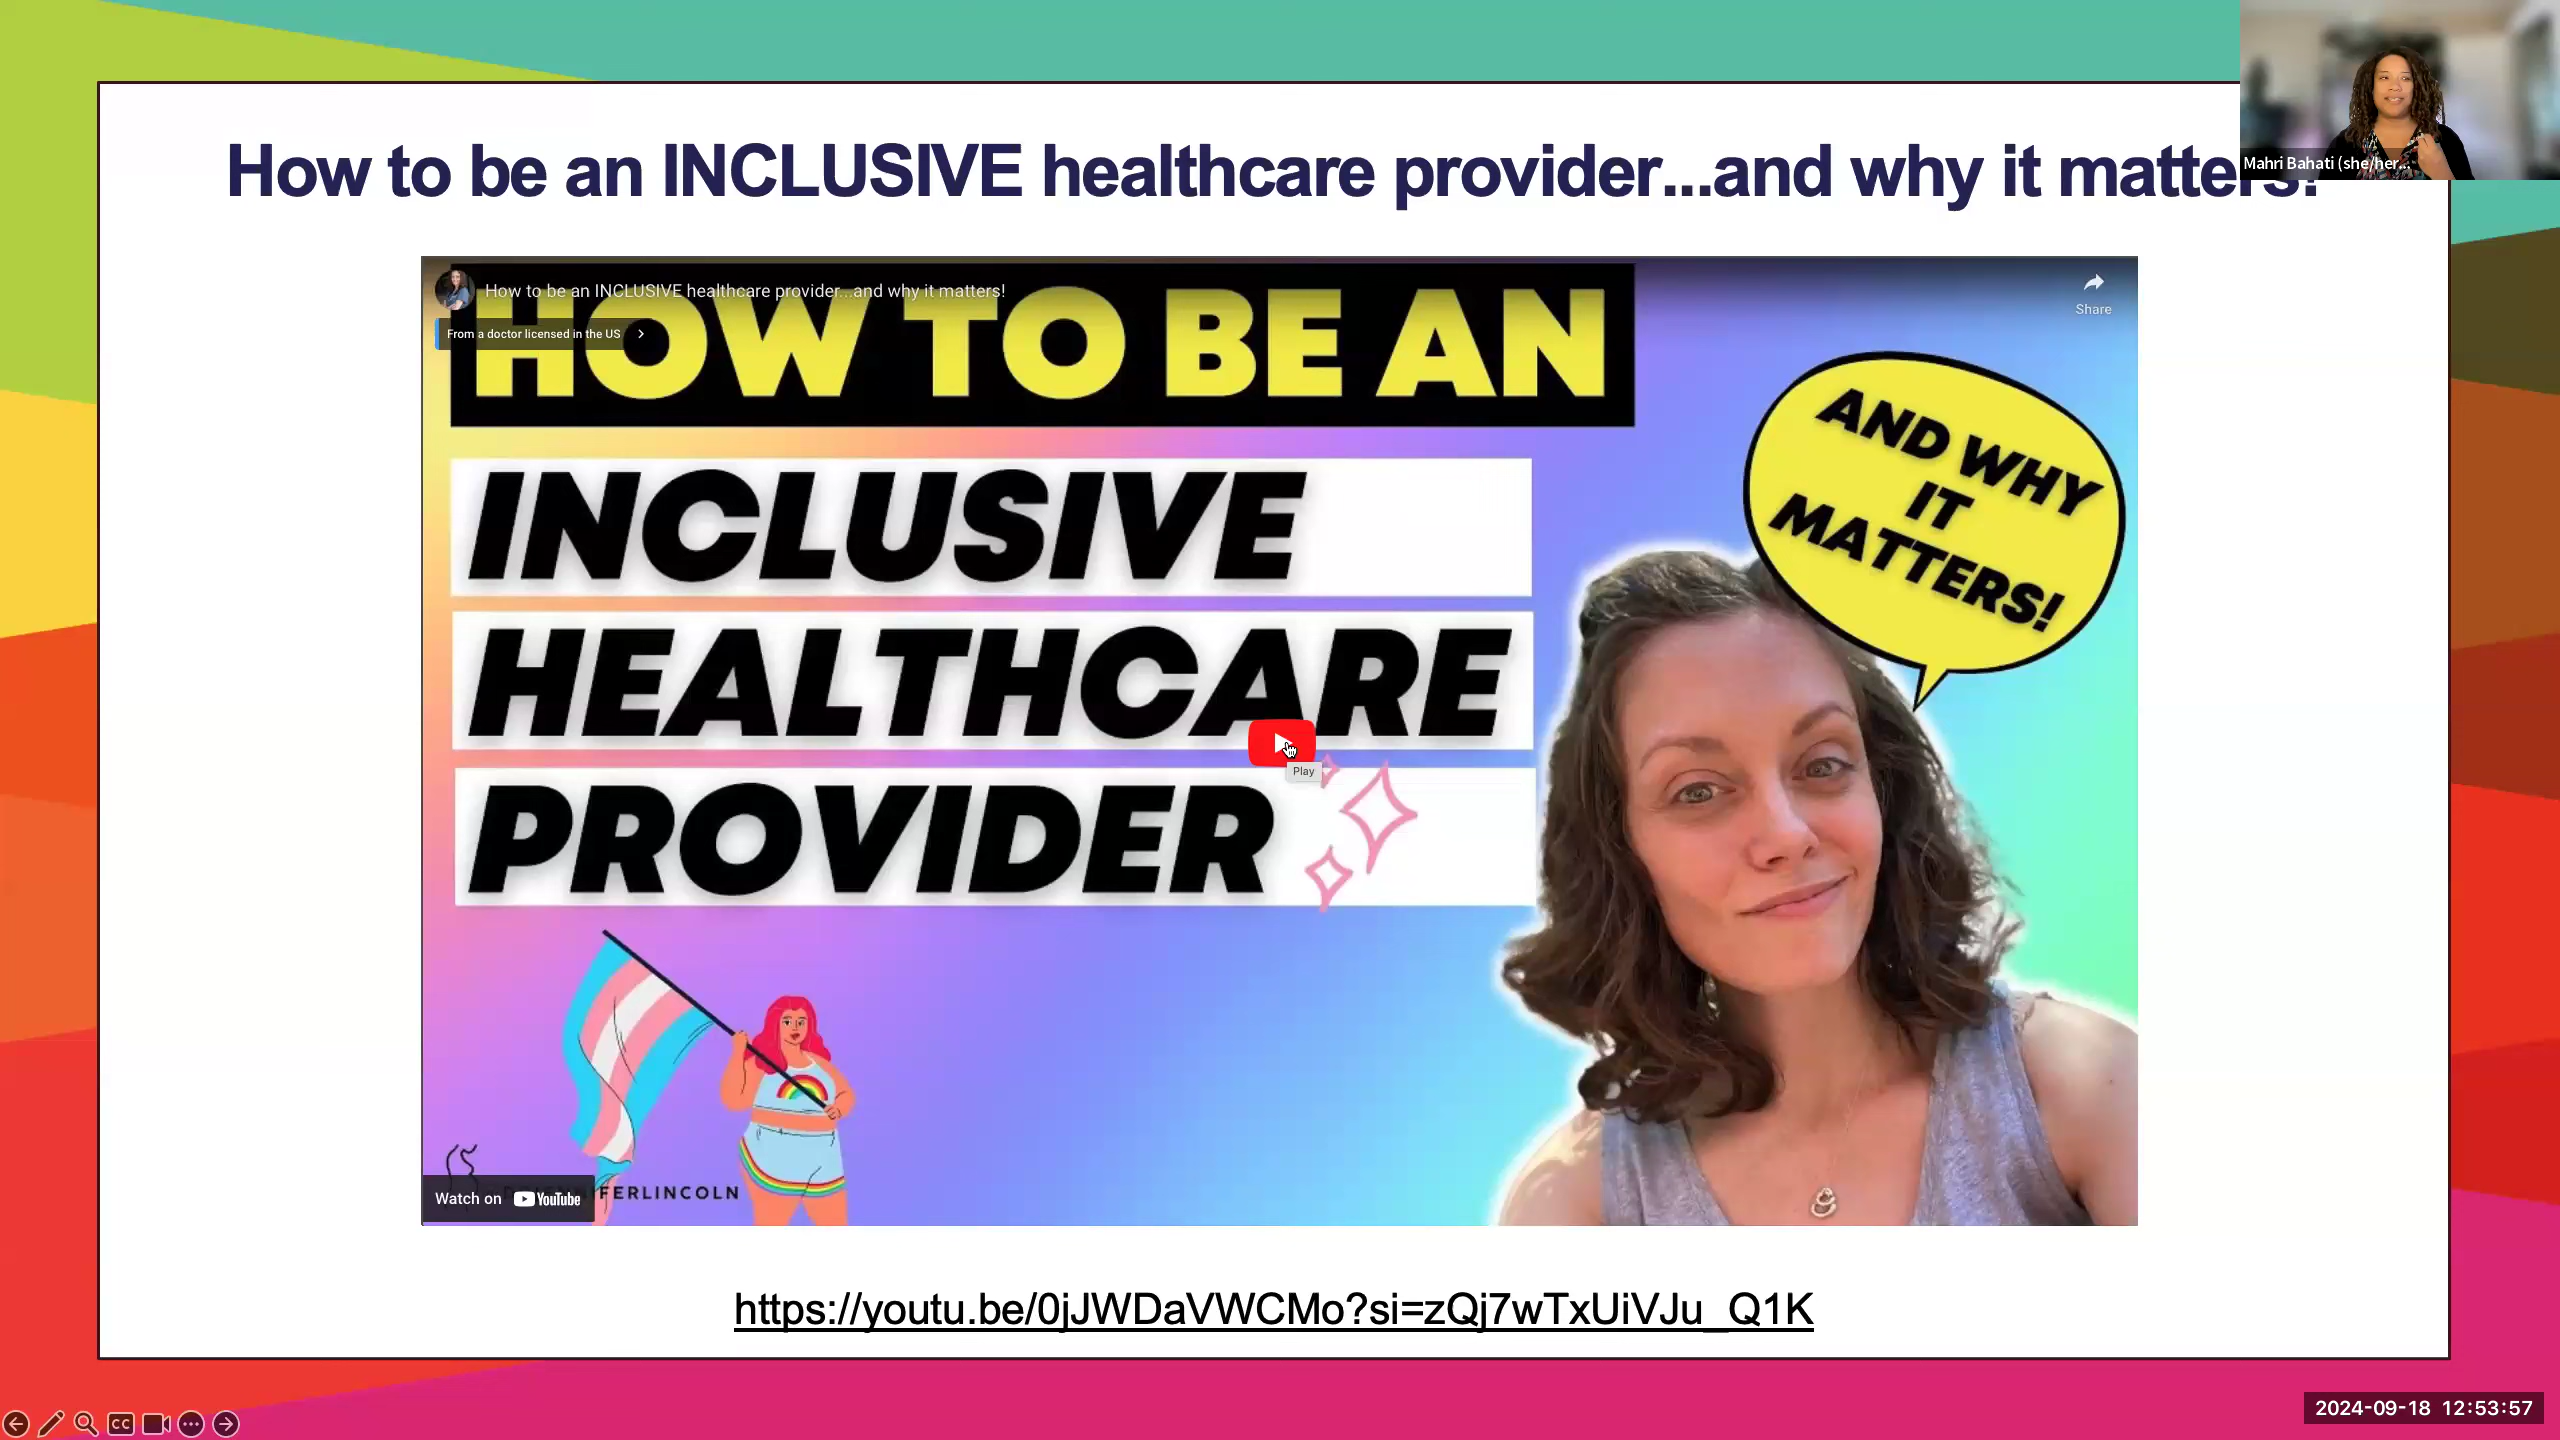 How to be an INCLUSIVE healthcare provider...and why it matters!
Mahri Bahati (she/her...
How to be an INCLUSIVE healthcare provider...and why it matters!
Share
From a doctor licensed in the US
HOW TO BE AN
AND WHY
IT
MATTERS!
INCLUSIVE
HEALTHCARE
PROVIDER
Play
Watch on YouTube
https://youtu.be/0jJWDaVWCMo?si=zQj7wTxUiVJu_Q1K
CC
2024-09-18 12:53:57